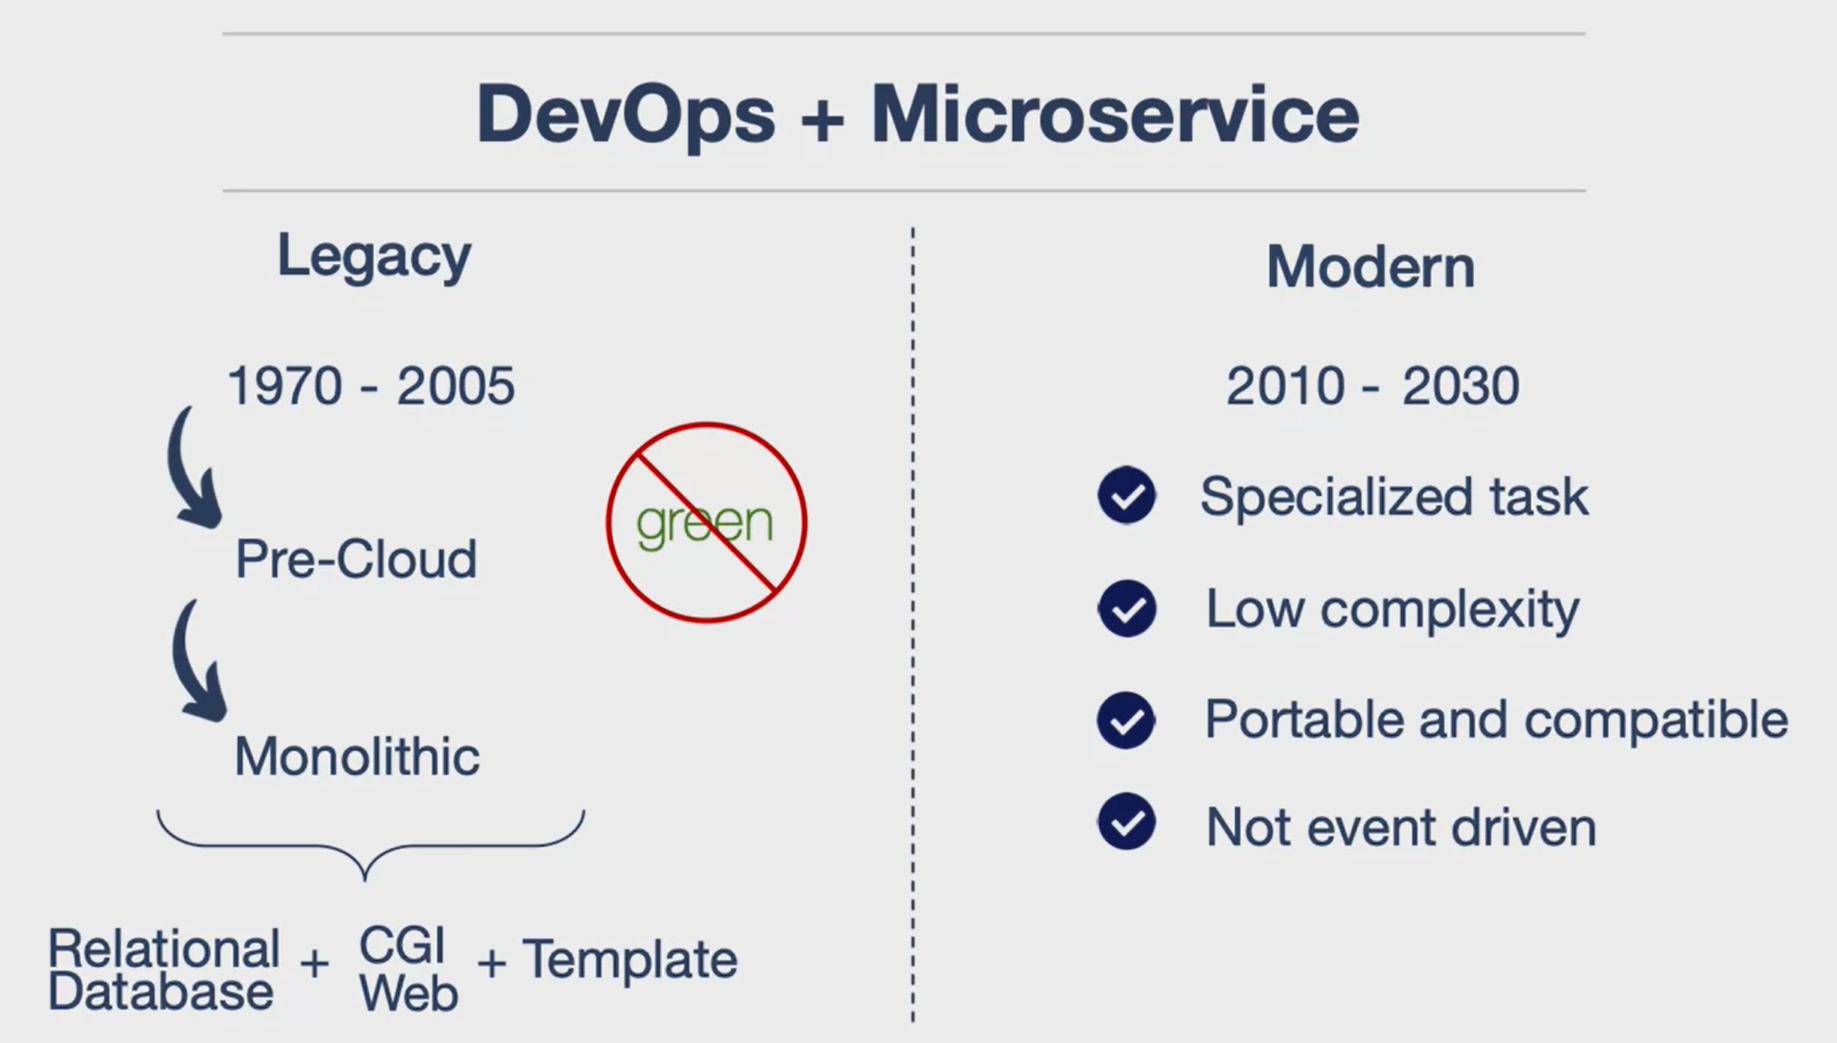 DevOps + Microservice
Legacy
1970 - 2005
Pre-Cloud
green
Monolithic
Relational Database + CGI Web + Template
Modern
2010 - 2030
Specialized task
Low complexity
Portable and compatible
Not event driven